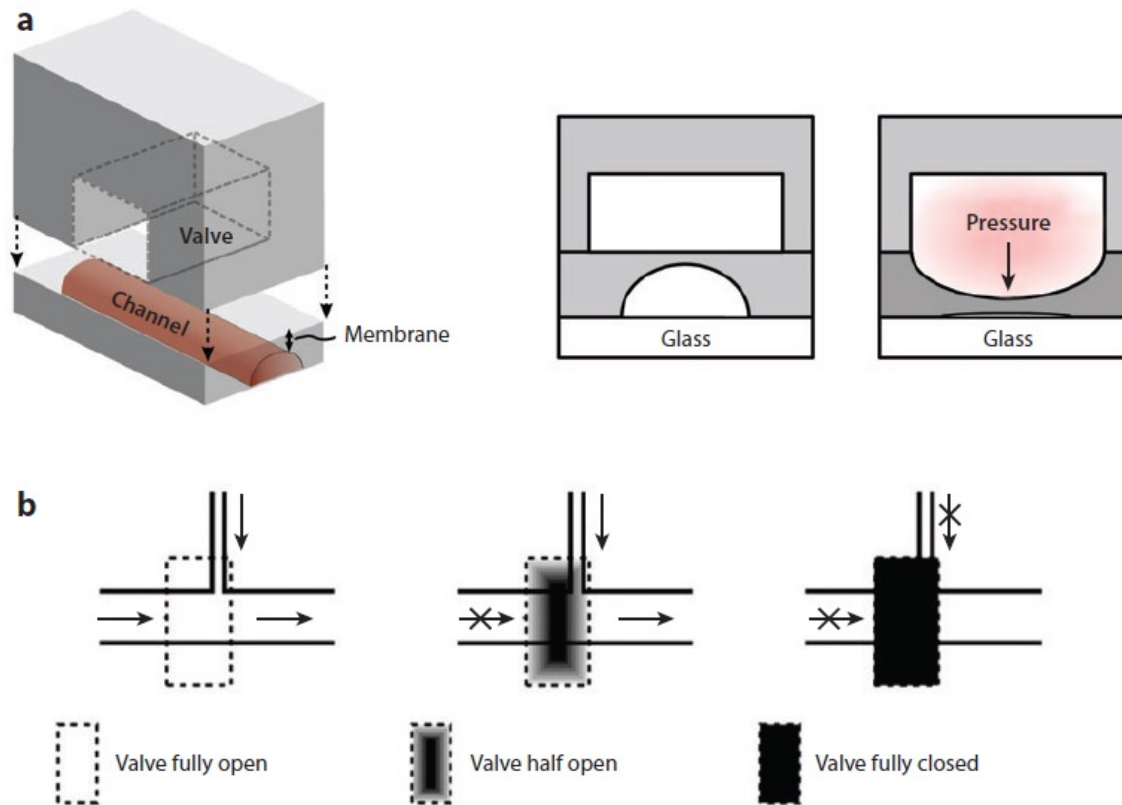 a
Valve
Channel
Membrane
Glass
Pressure
Glass
b
Valve fully open
Valve half open
Valve fully closed